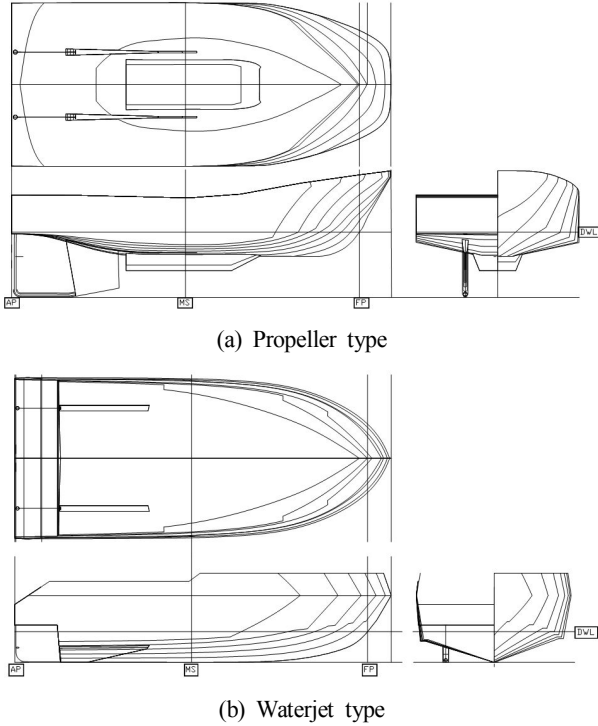 DWL
AP
MS
FP
(a) Propeller type
DWL
AP
MS
FP
(b) Waterjet type